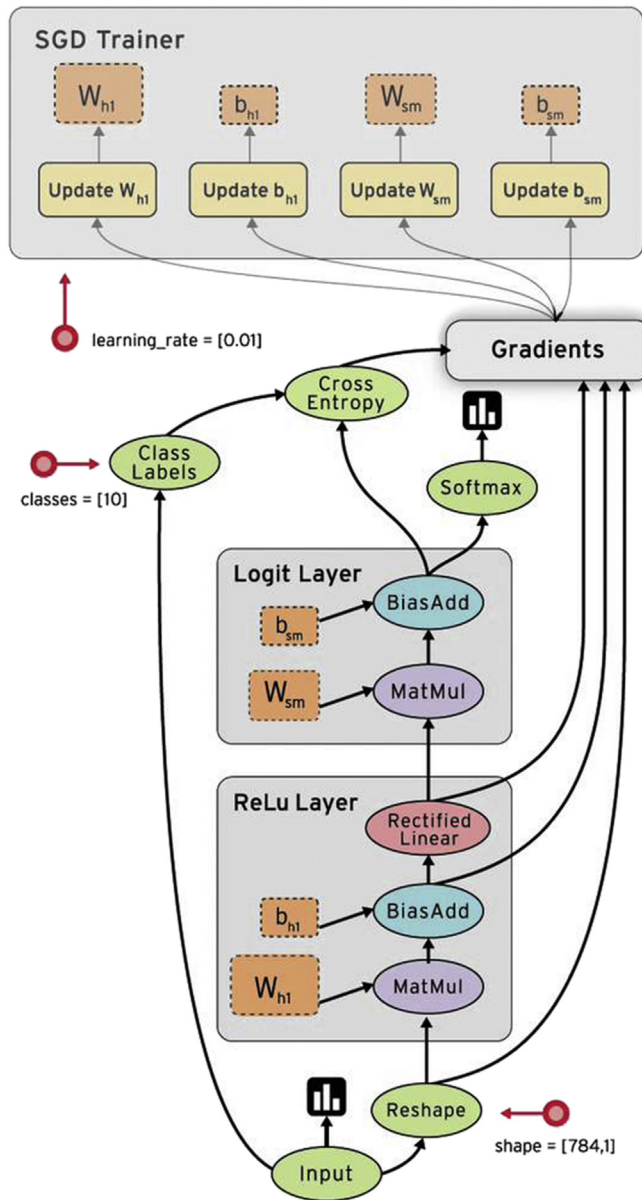 SGD Trainer
Wh1
bh1
Wsm
bsm
Update Wh1
Update bh1
Update Wsm
Update bsm
learning_rate = [0.01]
Gradients
Cross
Entropy
Class
Labels
classes = [10]
Softmax
Logit Layer
BiasAdd
bsm
Wsm
MatMul
ReLu Layer
Rectified
Linear
bh1
BiasAdd
Wh1
MatMul
Reshape
shape = [784,1]
Input